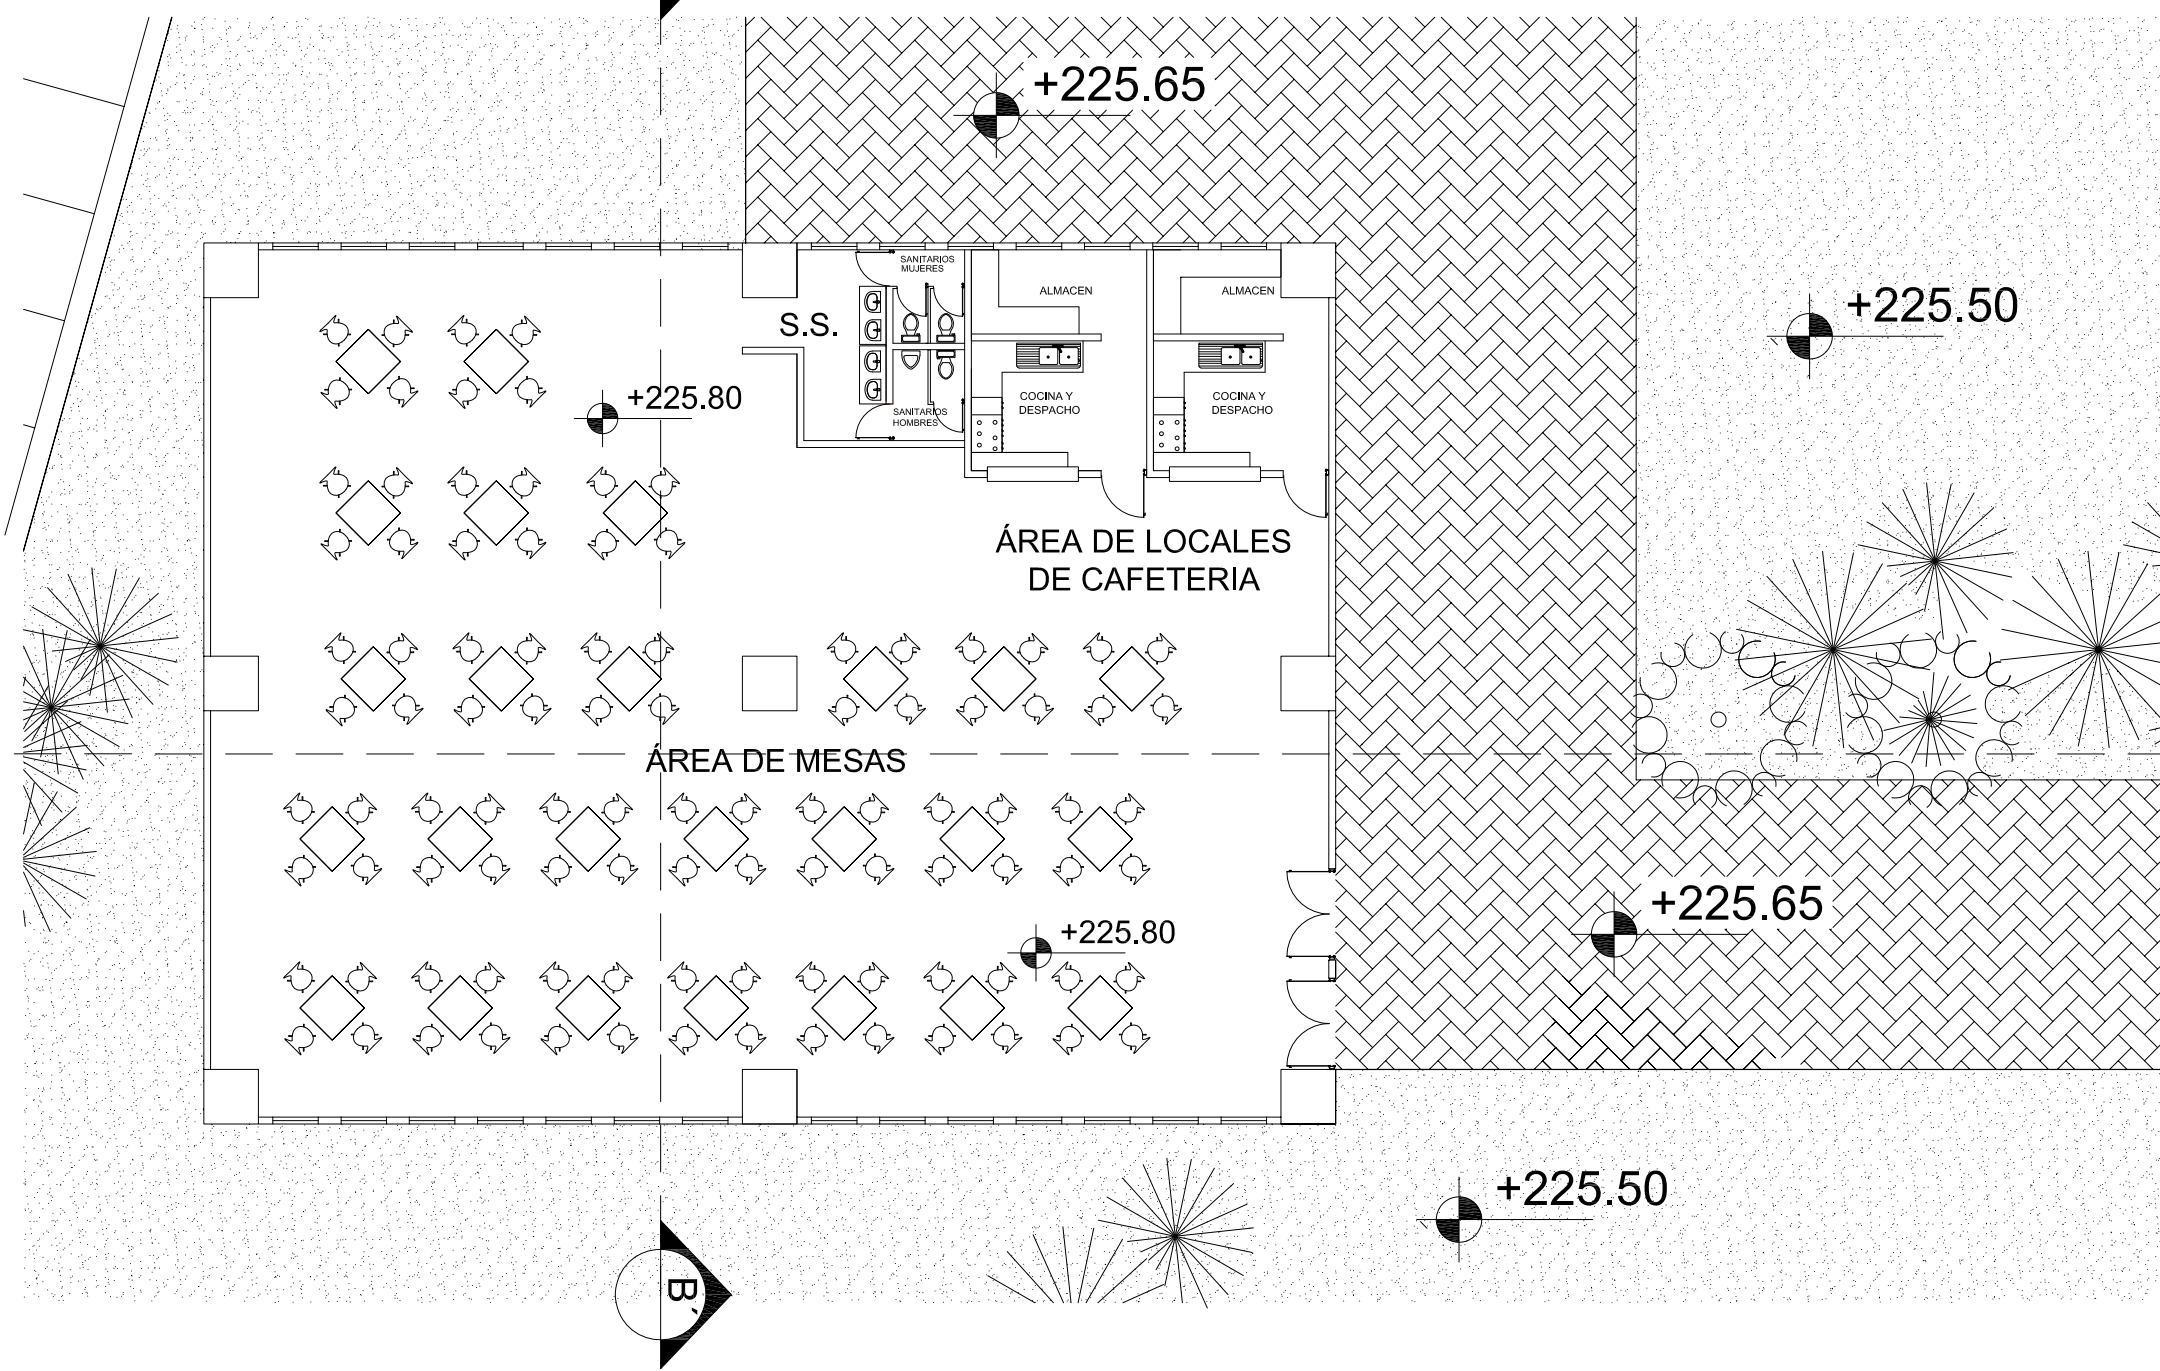 +225.65
SANITARIOS
MUJERES
ALMACEN
ALMACEN
+225.50
S.S.
+225.80
COCINA Y
DESPACHO
COCINA Y
DESPACHO
SANITARIOS
HOMBRES
ÁREA DE LOCALES
DE CAFETERIA
ÁREA DE MESAS
+225.65
+225.80
+225.50
B´